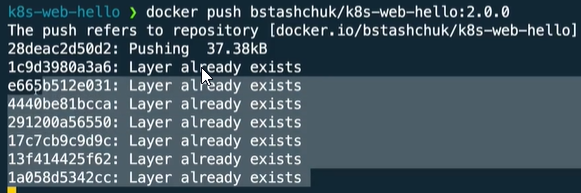 k8s-web-hello ❯ docker push bstashchuk/k8s-web-hello:2.0.0
The push refers to repository [docker.io/bstashchuk/k8s-web-hello]
28deac2d50d2: Pushing  37.38kB
1c9d3980a3a6: Layer already exists
e665b512e031: Layer already exists
4440be81bcca: Layer already exists
291200a56550: Layer already exists
17c7cb9c9d9c: Layer already exists
13f414425f62: Layer already exists
1a058d5342cc: Layer already exists